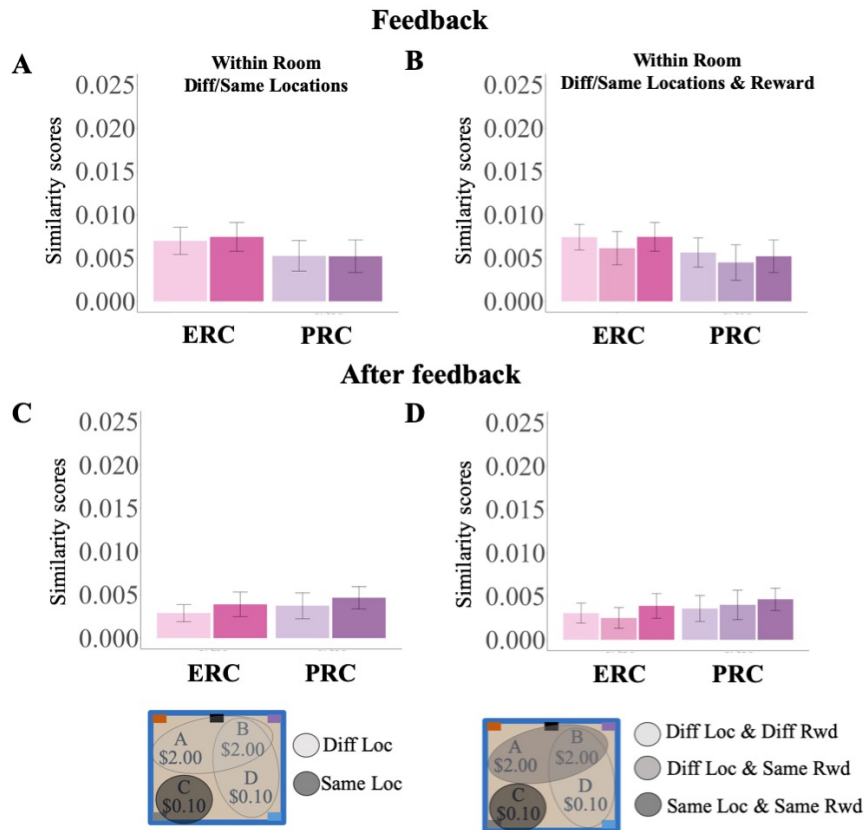 Feedback
A
Within Room
Diff/Same Locations
B
Within Room
Diff/Same Locations & Reward
Similarity scores
0.025
0.020
0.015
0.010
0.005
0.000
ERC
PRC
Similarity scores
0.025
0.020
0.015
0.010
0.005
0.000
ERC
PRC
After feedback
C
D
Similarity scores
0.025
0.020
0.015
0.010
0.005
0.000
ERC
PRC
Similarity scores
0.025
0.020
0.015
0.010
0.005
0.000
ERC
PRC
A
$2.00
B
$2.00
C
$0.10
D
$0.10
Diff Loc
Same Loc
A
$2.00
B
$2.00
C
$0.10
D
$0.10
Diff Loc & Diff Rwd
Diff Loc & Same Rwd
Same Loc & Same Rwd